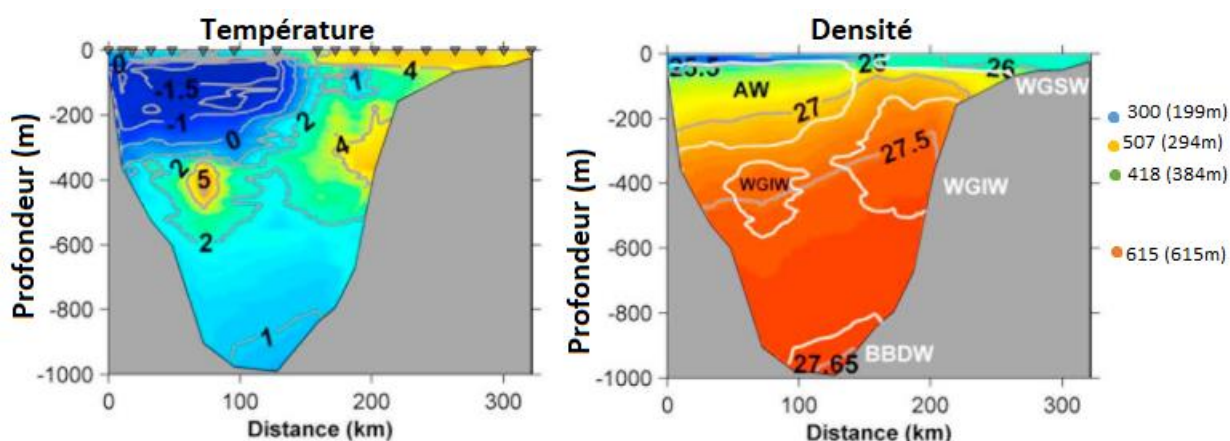 Température
Profondeur (m)
0
-200
-400
-600
-800
-1000
0
-1.5
-1
0
2
5
2
2
1
4
4
1
0
100
200
300
Distance (km)
Densité
Profondeur (m)
0
-200
-400
-600
-800
-1000
25.5
25
26
AW
27
WGSW
27.5
WGIW
WGIW
BBDW
27.65
0
100
200
300
Distance (km)
300 (199m)
507 (294m)
418 (384m)
615 (615m)